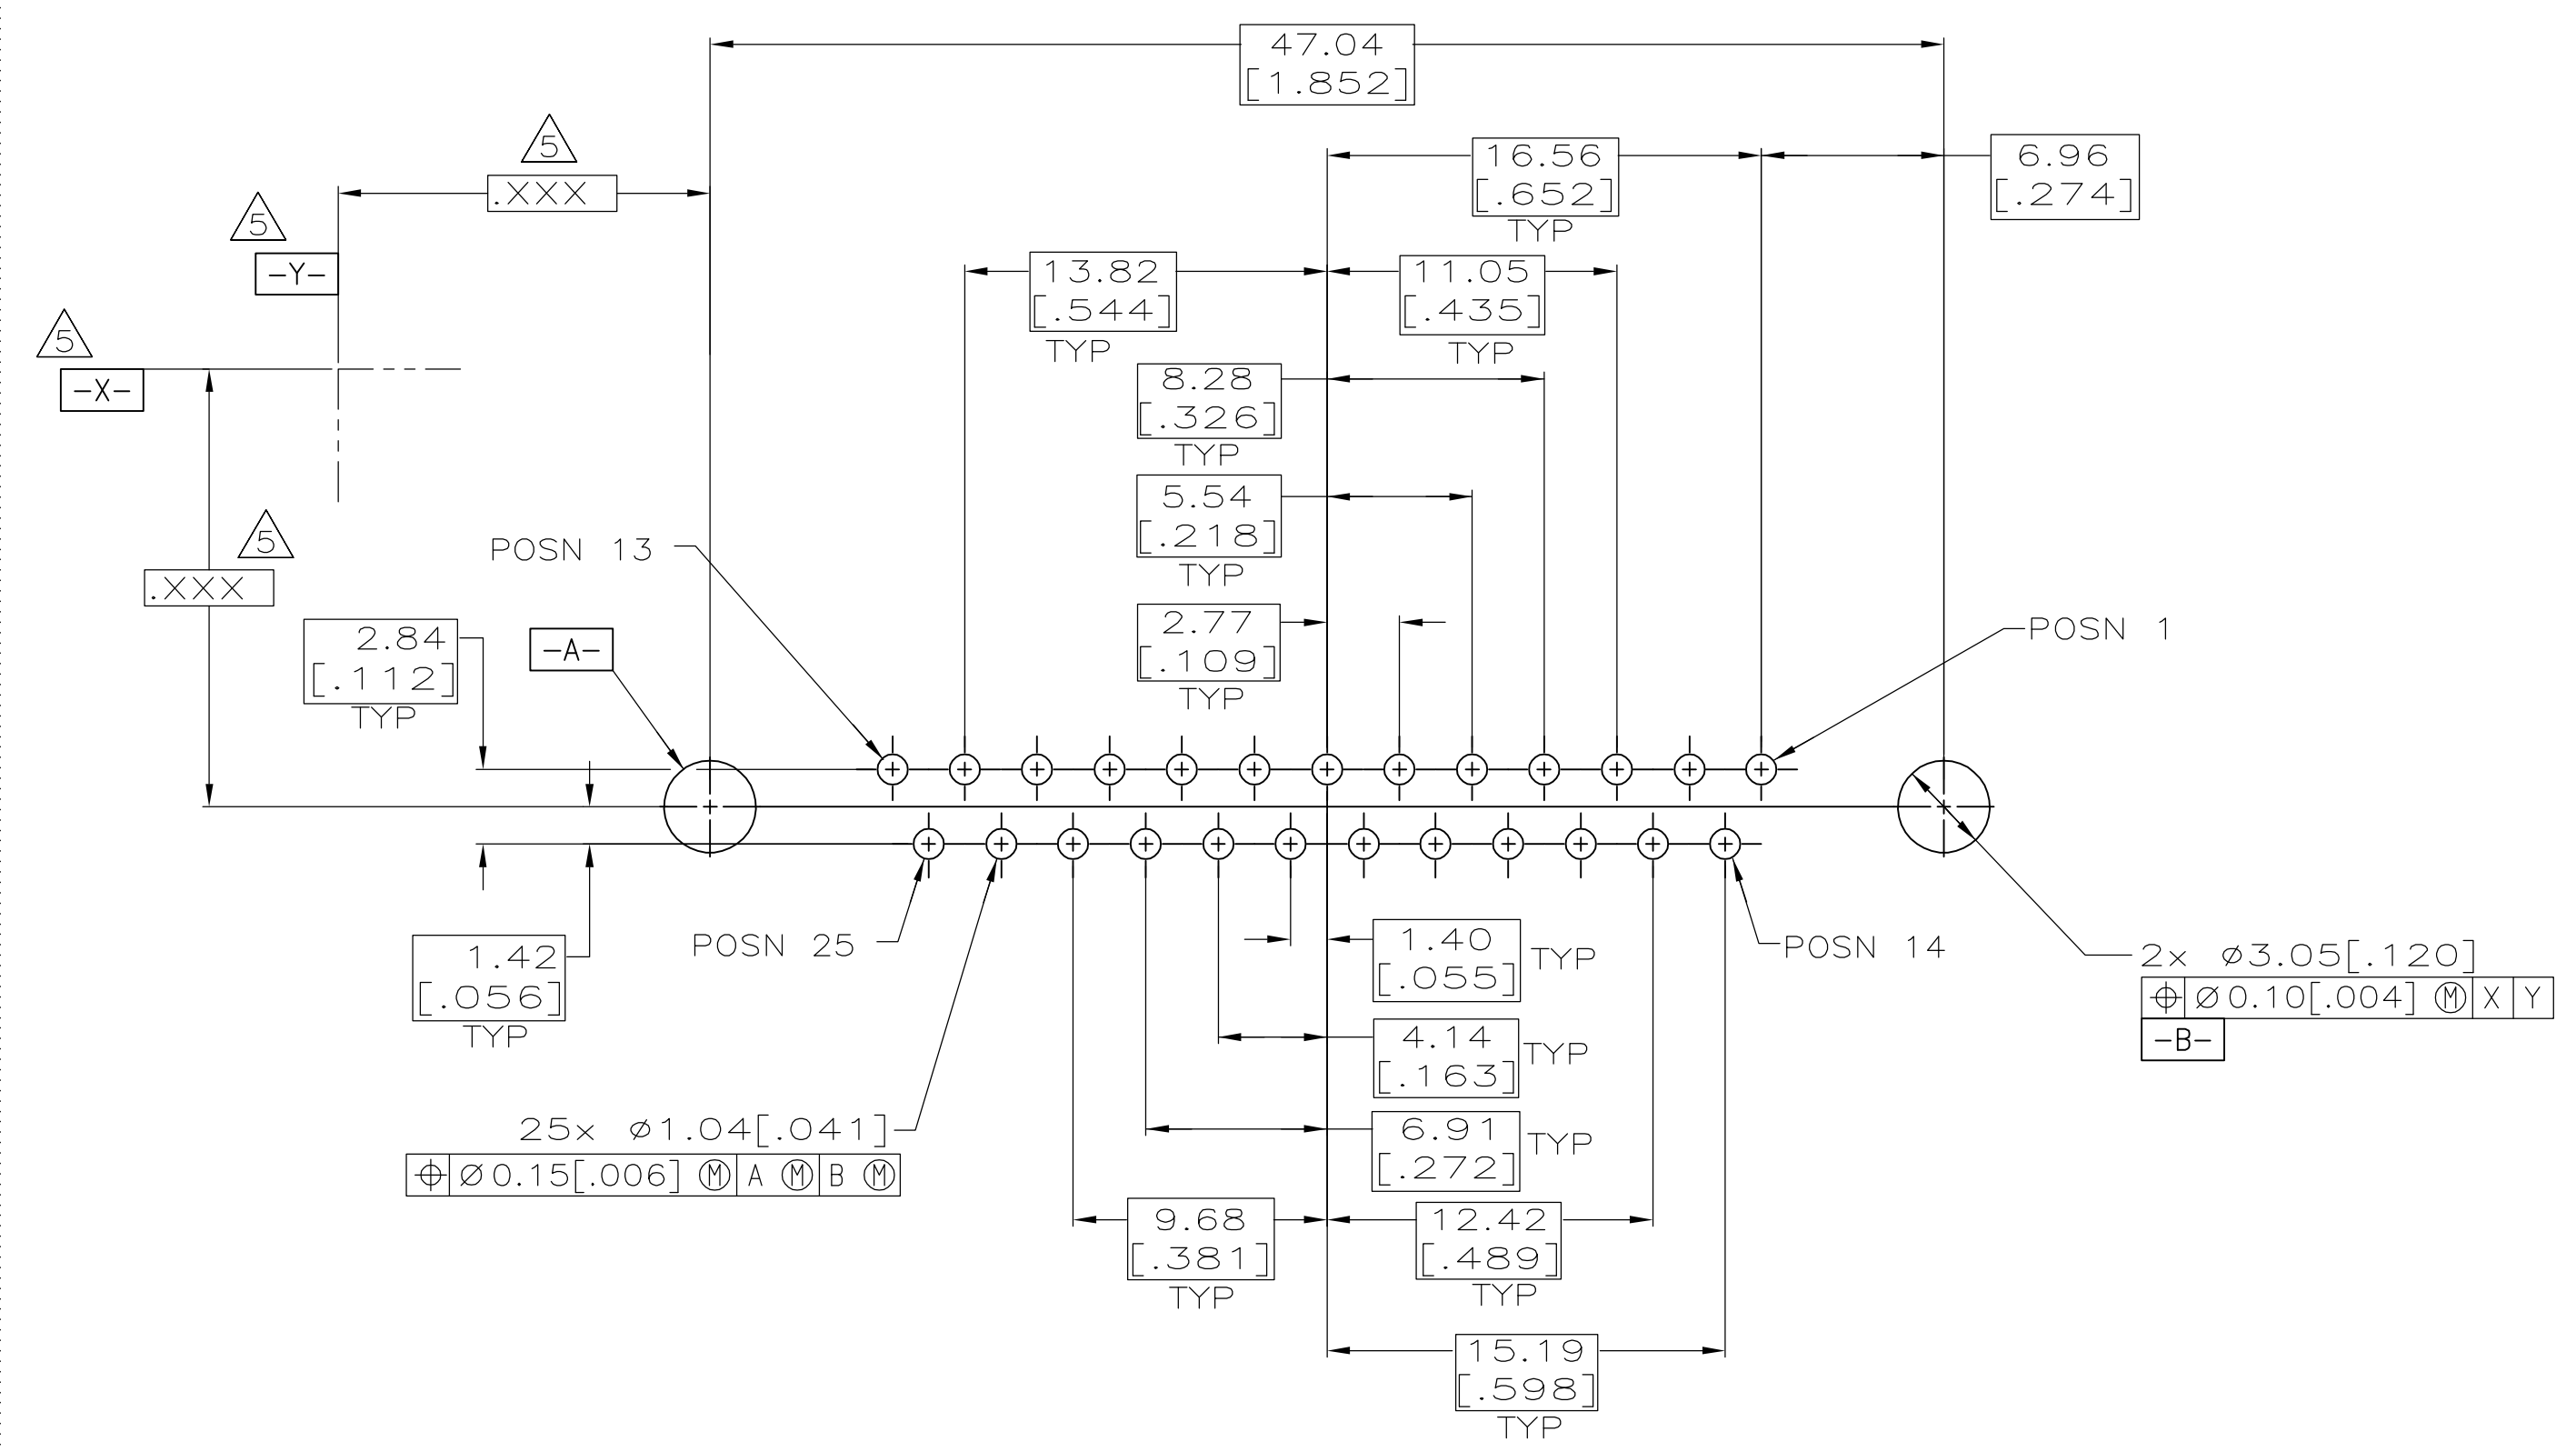 47.04
[1.852]
5
.XXX
16.56
[.652]
TYP
6.96
[.274]
5
-Y-
13.82
[.544]
TYP
11.05
[.435]
TYP
5
-X-
8.28
[.326]
TYP
5.54
[.218]
TYP
5
.XXX
POSN 13
2.77
[.109]
TYP
2.84
[.112]
TYP
-A-
POSN 1
1.42
[.056]
TYP
POSN 25
1.40
[.055]
TYP
POSN 14
2x ⌀3.05[.120]
⌖ ⌀0.10[.004] Ⓜ X Y
-B-
4.14
[.163]
TYP
25x ⌀1.04[.041]
⌖ ⌀0.15[.006] Ⓜ A Ⓜ B Ⓜ
6.91
[.272]
TYP
9.68
[.381]
TYP
12.42
[.489]
TYP
15.19
[.598]
TYP